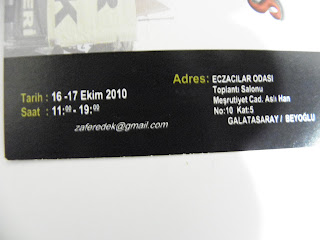 Tarih : 16 -17 Ekim 2010
Saat : 11:00 - 19:00
zaferedek@gmail.com
Adres: ECZACILAR ODASI
Toplantı Salonu
Meşrutiyet Cad. Aslı Han
No:10 Kat:5
GALATASARAY / BEYOĞLU